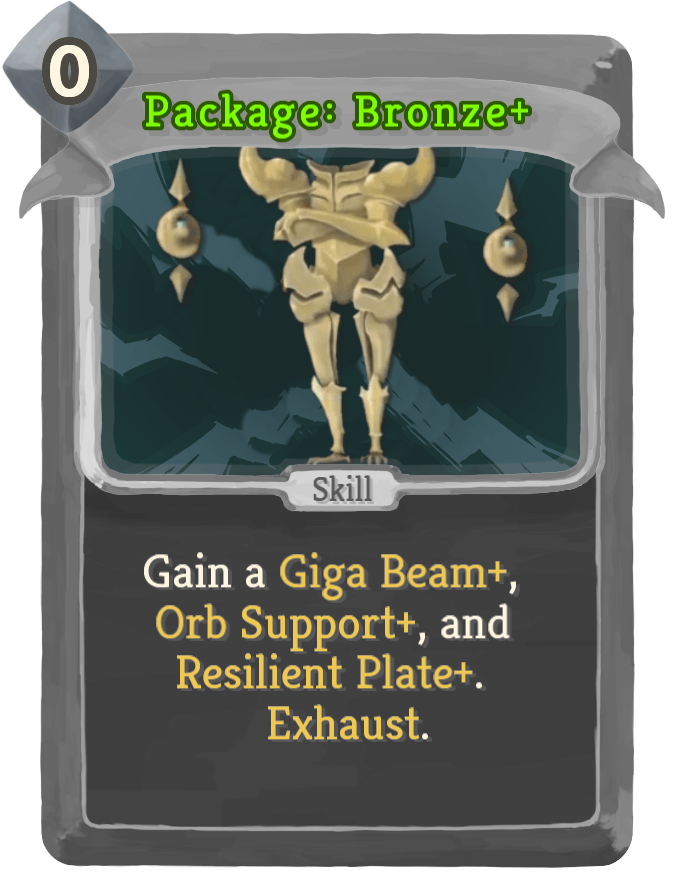 0
Package: Bronze+
Skill
Gain a Giga Beam+,
Orb Support+, and
Resilient Plate+.
Exhaust.